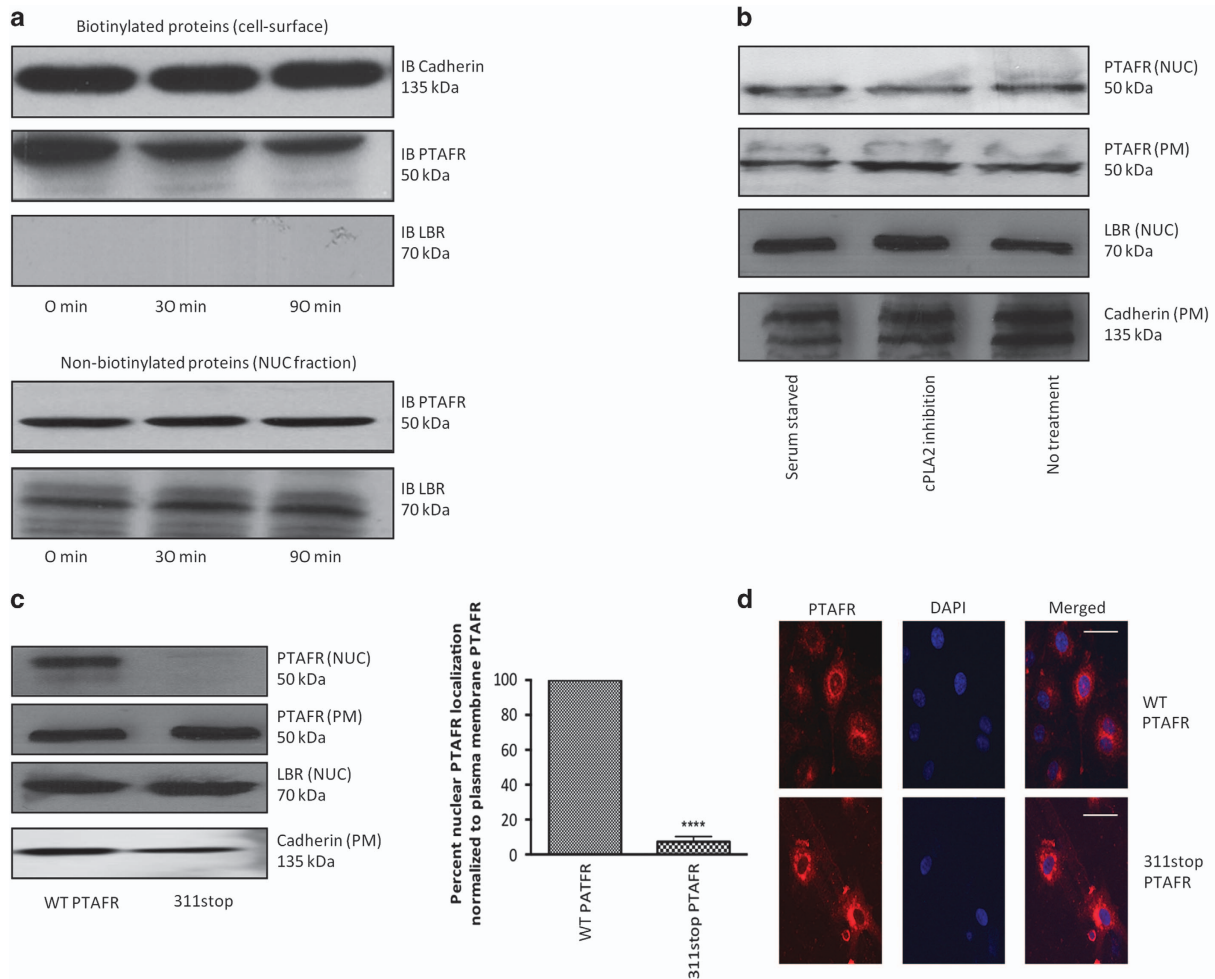 a
Biotinylated proteins (cell-surface)
IB Cadherin
135 kDa
IB PTAFR
50 kDa
IB LBR
70 kDa
O min
3O min
9O min
Non-biotinylated proteins (NUC fraction)
IB PTAFR
50 kDa
IB LBR
70 kDa
O min
3O min
9O min
b
PTAFR (NUC)
50 kDa
PTAFR (PM)
50 kDa
LBR (NUC)
70 kDa
Cadherin (PM)
135 kDa
Serum starved
cPLA2 inhibition
No treatment
c
PTAFR (NUC)
50 kDa
PTAFR (PM)
50 kDa
LBR (NUC)
70 kDa
Cadherin (PM)
135 kDa
WT PTAFR
311stop
Percent nuclear PTAFR localization
normalized to plasma membrane PTAFR
100
80
60
40
20
0
****
WT PATFR
311stop PTAFR
d
PTAFR
DAPI
Merged
WT
PTAFR
311stop
PTAFR